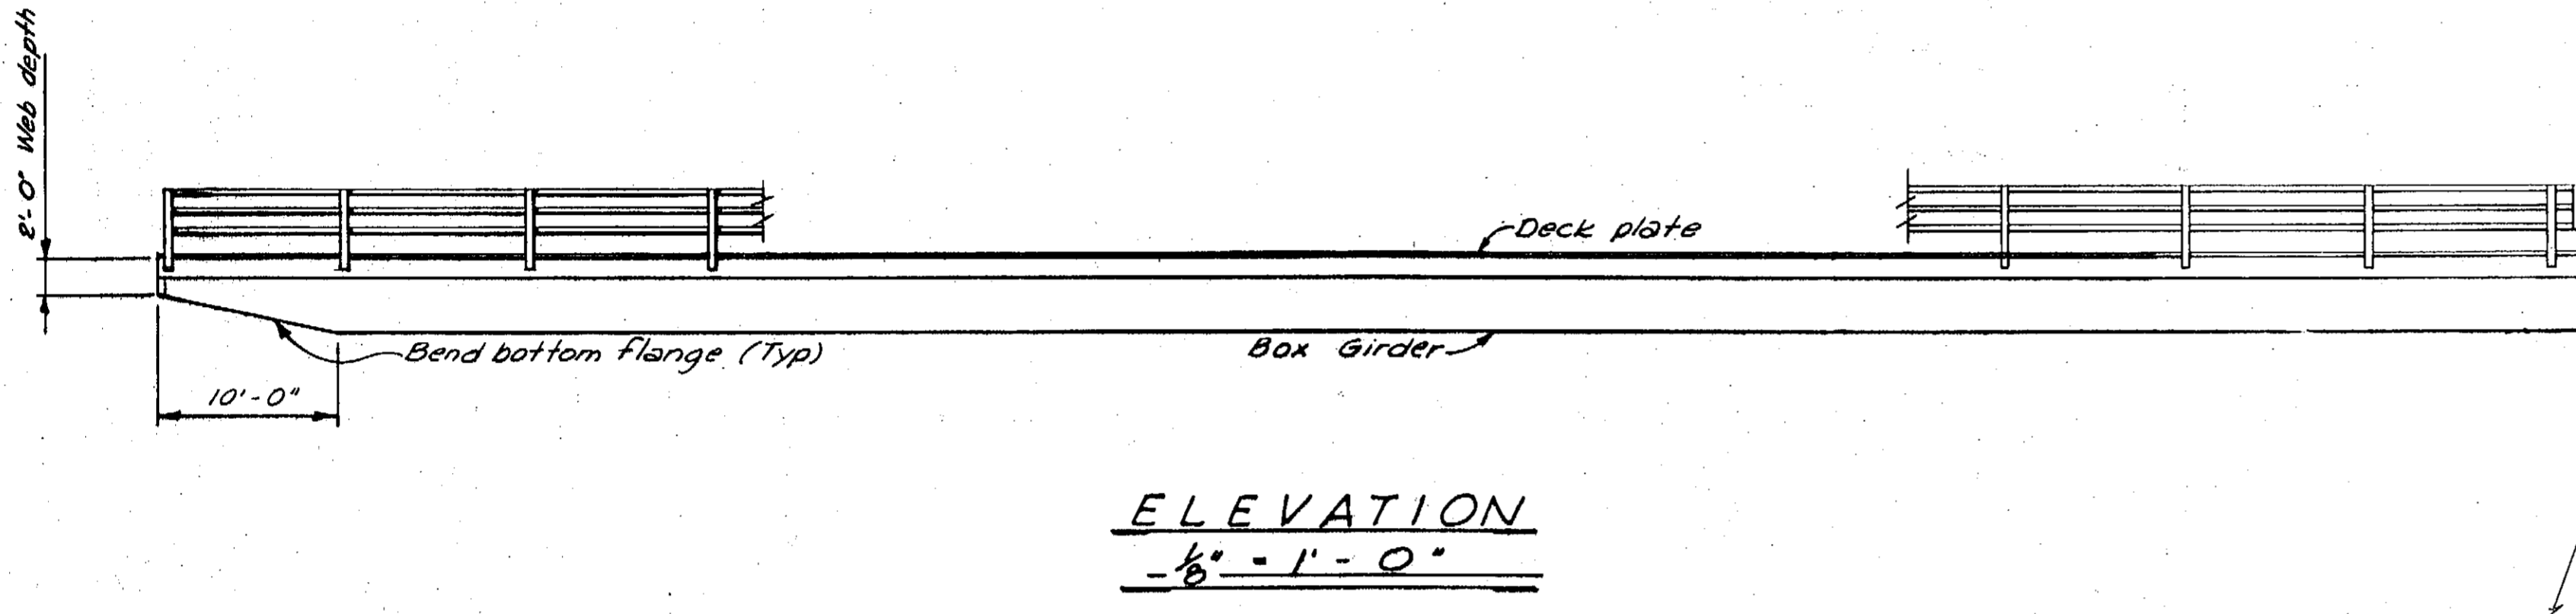 2'-0" Web depth
Deck plate
Bend bottom flange (Typ)
Box Girder
10'-0"
ELEVATION
1/8" = 1'-0"